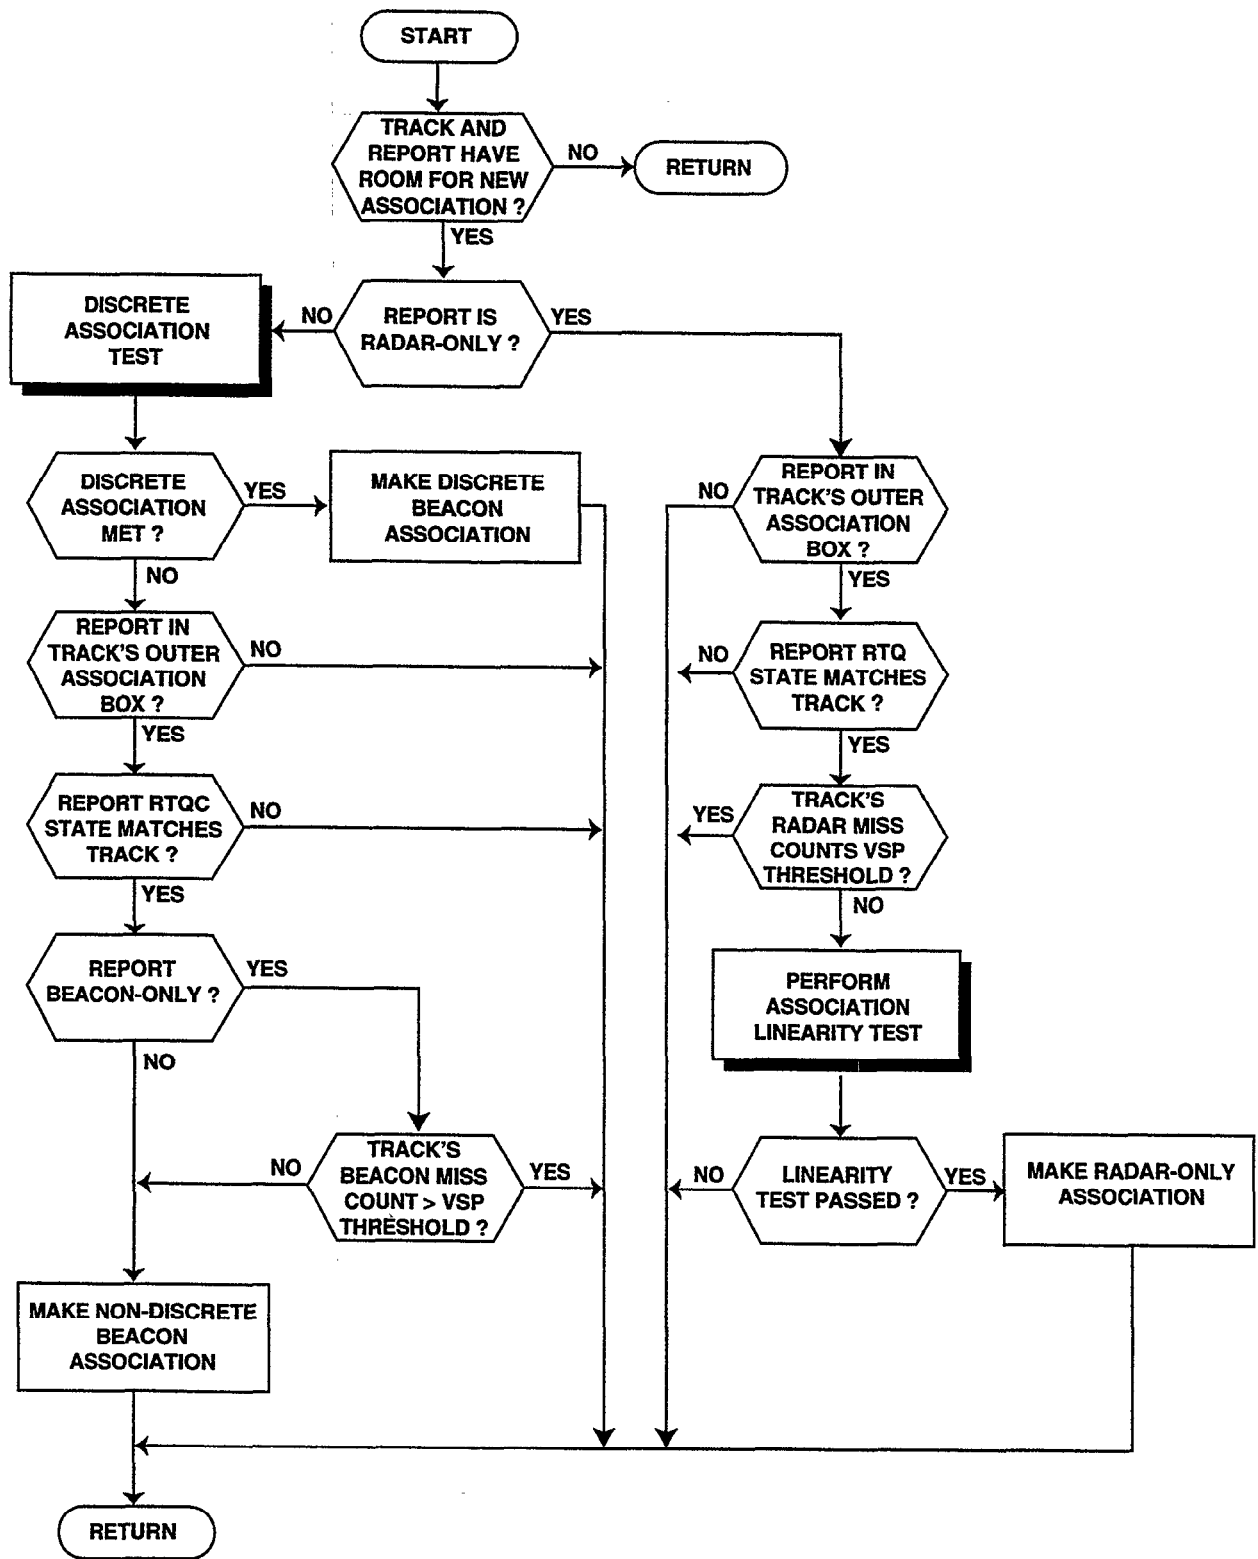 START
TRACK AND
REPORT HAVE
ROOM FOR NEW
ASSOCIATION ?
NO
RETURN
YES
DISCRETE
ASSOCIATION
TEST
NO
REPORT IS
RADAR-ONLY ?
YES
DISCRETE
ASSOCIATION
MET ?
YES
MAKE DISCRETE
BEACON
ASSOCIATION
NO
REPORT IN
TRACK'S OUTER
ASSOCIATION
BOX ?
NO
YES
REPORT RTQC
STATE MATCHES
TRACK ?
NO
YES
REPORT
BEACON-ONLY ?
YES
NO
TRACK'S
BEACON MISS
COUNT > VSP
THRESHOLD ?
NO
YES
MAKE NON-DISCRETE
BEACON
ASSOCIATION
REPORT IN
TRACK'S OUTER
ASSOCIATION
BOX ?
NO
YES
REPORT RTQ
STATE MATCHES
TRACK ?
NO
YES
TRACK'S
RADAR MISS
COUNTS VSP
THRESHOLD ?
YES
NO
PERFORM
ASSOCIATION
LINEARITY TEST
LINEARITY
TEST PASSED ?
NO
YES
MAKE RADAR-ONLY
ASSOCIATION
RETURN